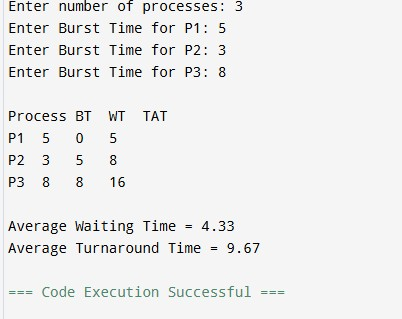 Enter number of processes: 3
Enter Burst Time for P1: 5
Enter Burst Time for P2: 3
Enter Burst Time for P3: 8
Process BT WT TAT
P1 5 0 5
P2 3 5 8
P3 8 8 16
Average Waiting Time = 4.33
Average Turnaround Time = 9.67
=== Code Execution Successful ===